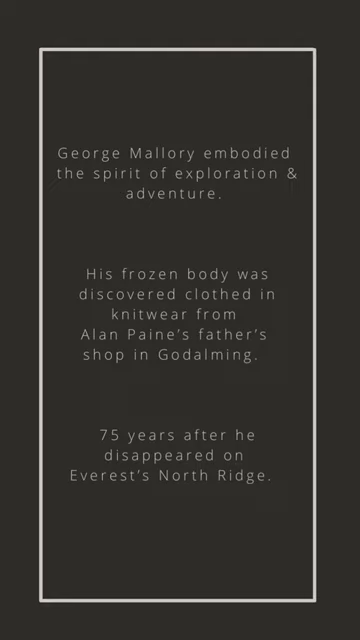 George Mallory embodied
the spirit of exploration &
adventure.
His frozen body was
discovered clothed in
knitwear from
Alan Paine's father's
shop in Godalming.
75 years after he
disappeared on
Everest's North Ridge.